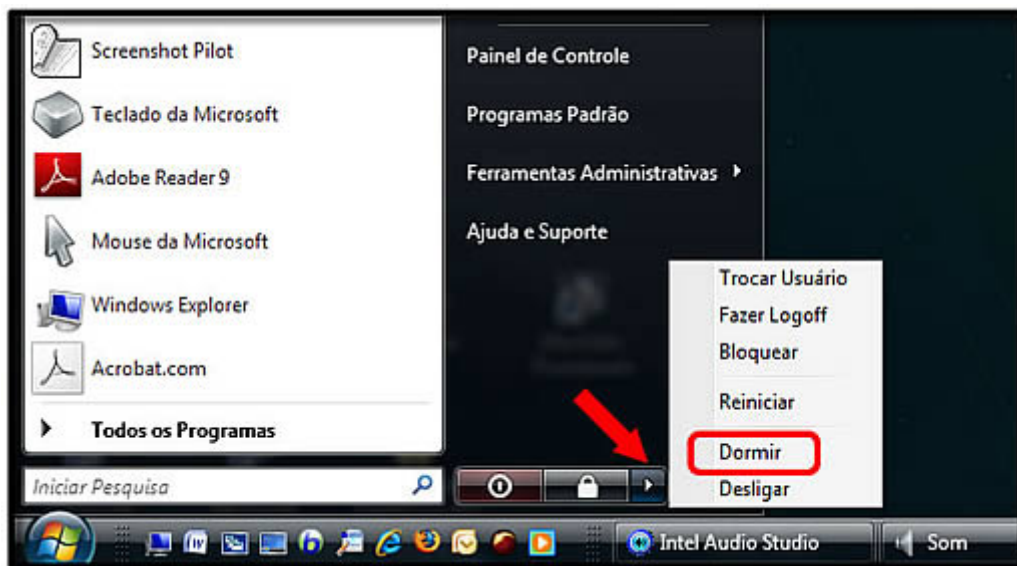 Screenshot Pilot
Teclado da Microsoft
Adobe Reader 9
Mouse da Microsoft
Windows Explorer
Acrobat.com
Todos os Programas
Iniciar Pesquisa
Painel de Controle
Programas Padrão
Ferramentas Administrativas
Ajuda e Suporte
Trocar Usuário
Fazer Logoff
Bloquear
Reiniciar
Dormir
Desligar
Intel Audio Studio
Som